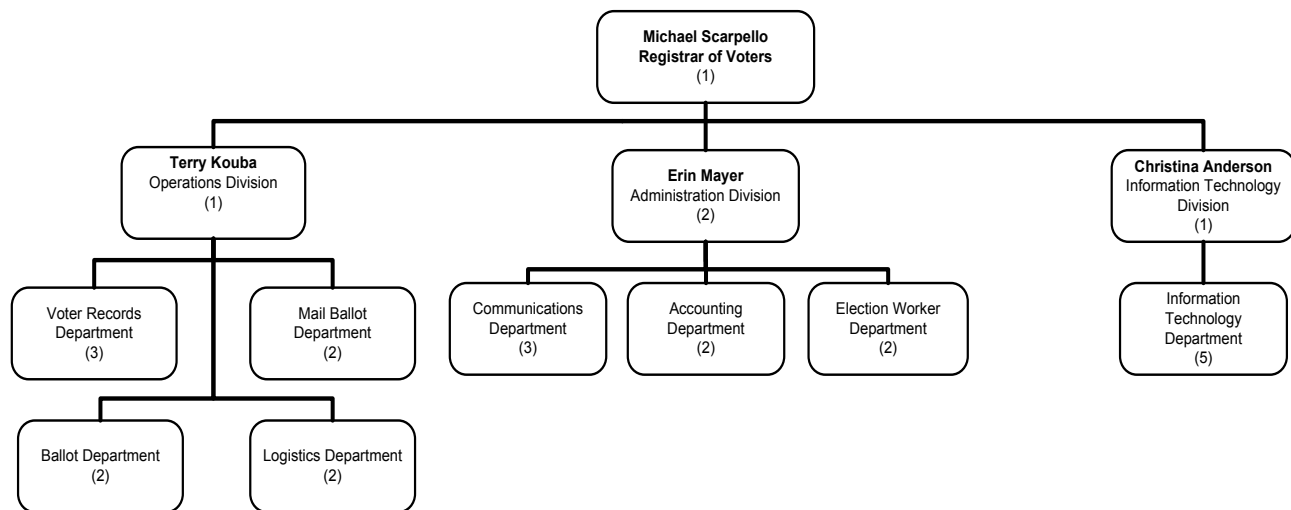 Michael Scarpello
Registrar of Voters
(1)
Terry Kouba
Operations Division
(1)
Erin Mayer
Administration Division
(2)
Christina Anderson
Information Technology
Division
(1)
Voter Records
Department
(3)
Mail Ballot
Department
(2)
Communications
Department
(3)
Accounting
Department
(2)
Election Worker
Department
(2)
Information
Technology
Department
(5)
Ballot Department
(2)
Logistics Department
(2)